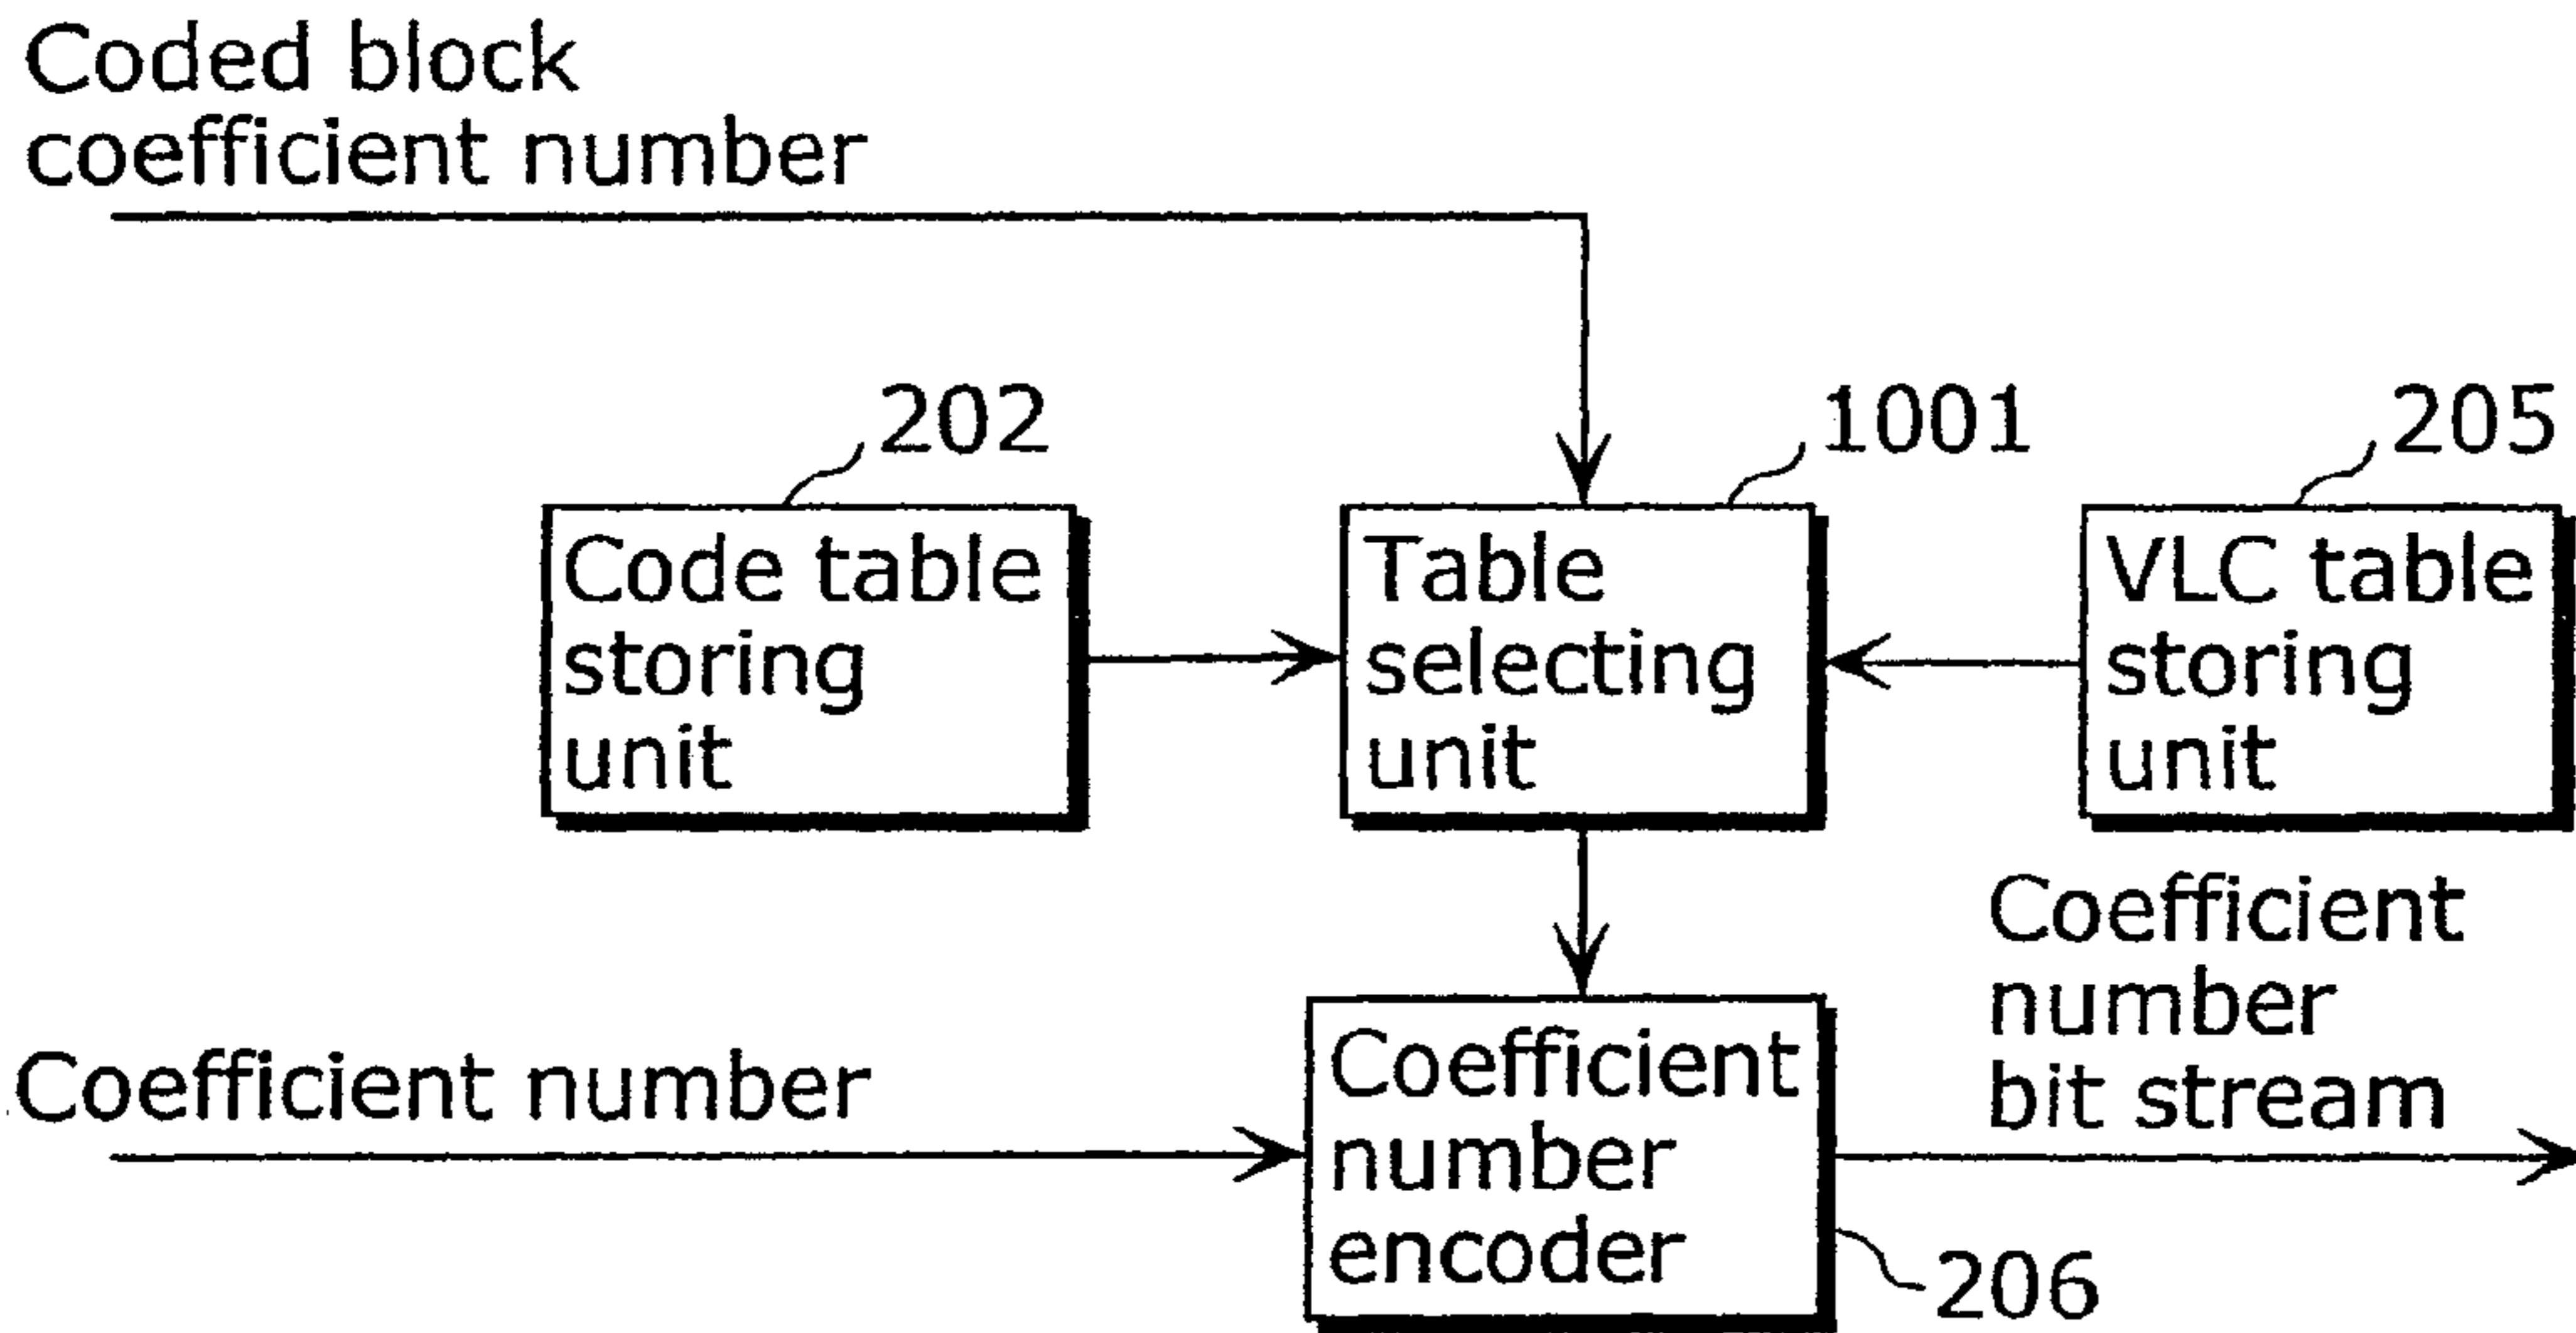 Coded block
coefficient number
202
1001
205
Code table
storing
unit
Table
selecting
unit
VLC table
storing
unit
Coefficient
number
bit stream
Coefficient number
Coefficient
number
encoder
206